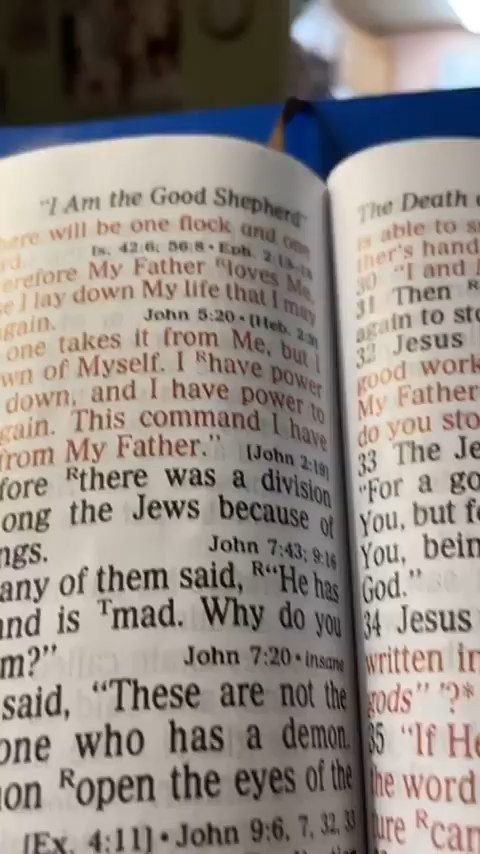 "I Am the Good Shepherd"
here will be one flock and one
rd. Is. 42:6; 56:8 • Eph. 2:13-18
erefore My Father ᴿloves Me,
e I lay down My life that I may
gain. John 5:20 • [Heb. 2:9]
one takes it from Me, but I
wn of Myself. I ᴿhave power
down, and I have power to
gain. This command I have
from My Father." [John 2:19]
fore ᴿthere was a division
ong the Jews because of
ngs. John 7:43; 9:16
any of them said, ᴿ"He has
and is ᵀmad. Why do you
m?" John 7:20 • insane
said, "These are not the
one who has a demon.
on ᴿopen the eyes of the
[Ex. 4:11] • John 9:6, 7, 32, 33
The Death
is able to s
ther's hand
30 "I and
31 Then ᴿ
again to sto
32 Jesus
good work
My Father
do you sto
33 The Je
"For a go
You, but f
You, bein
God."
34 Jesus
written in
gods" '?*
35 "If He
the word
ture ᴿcan